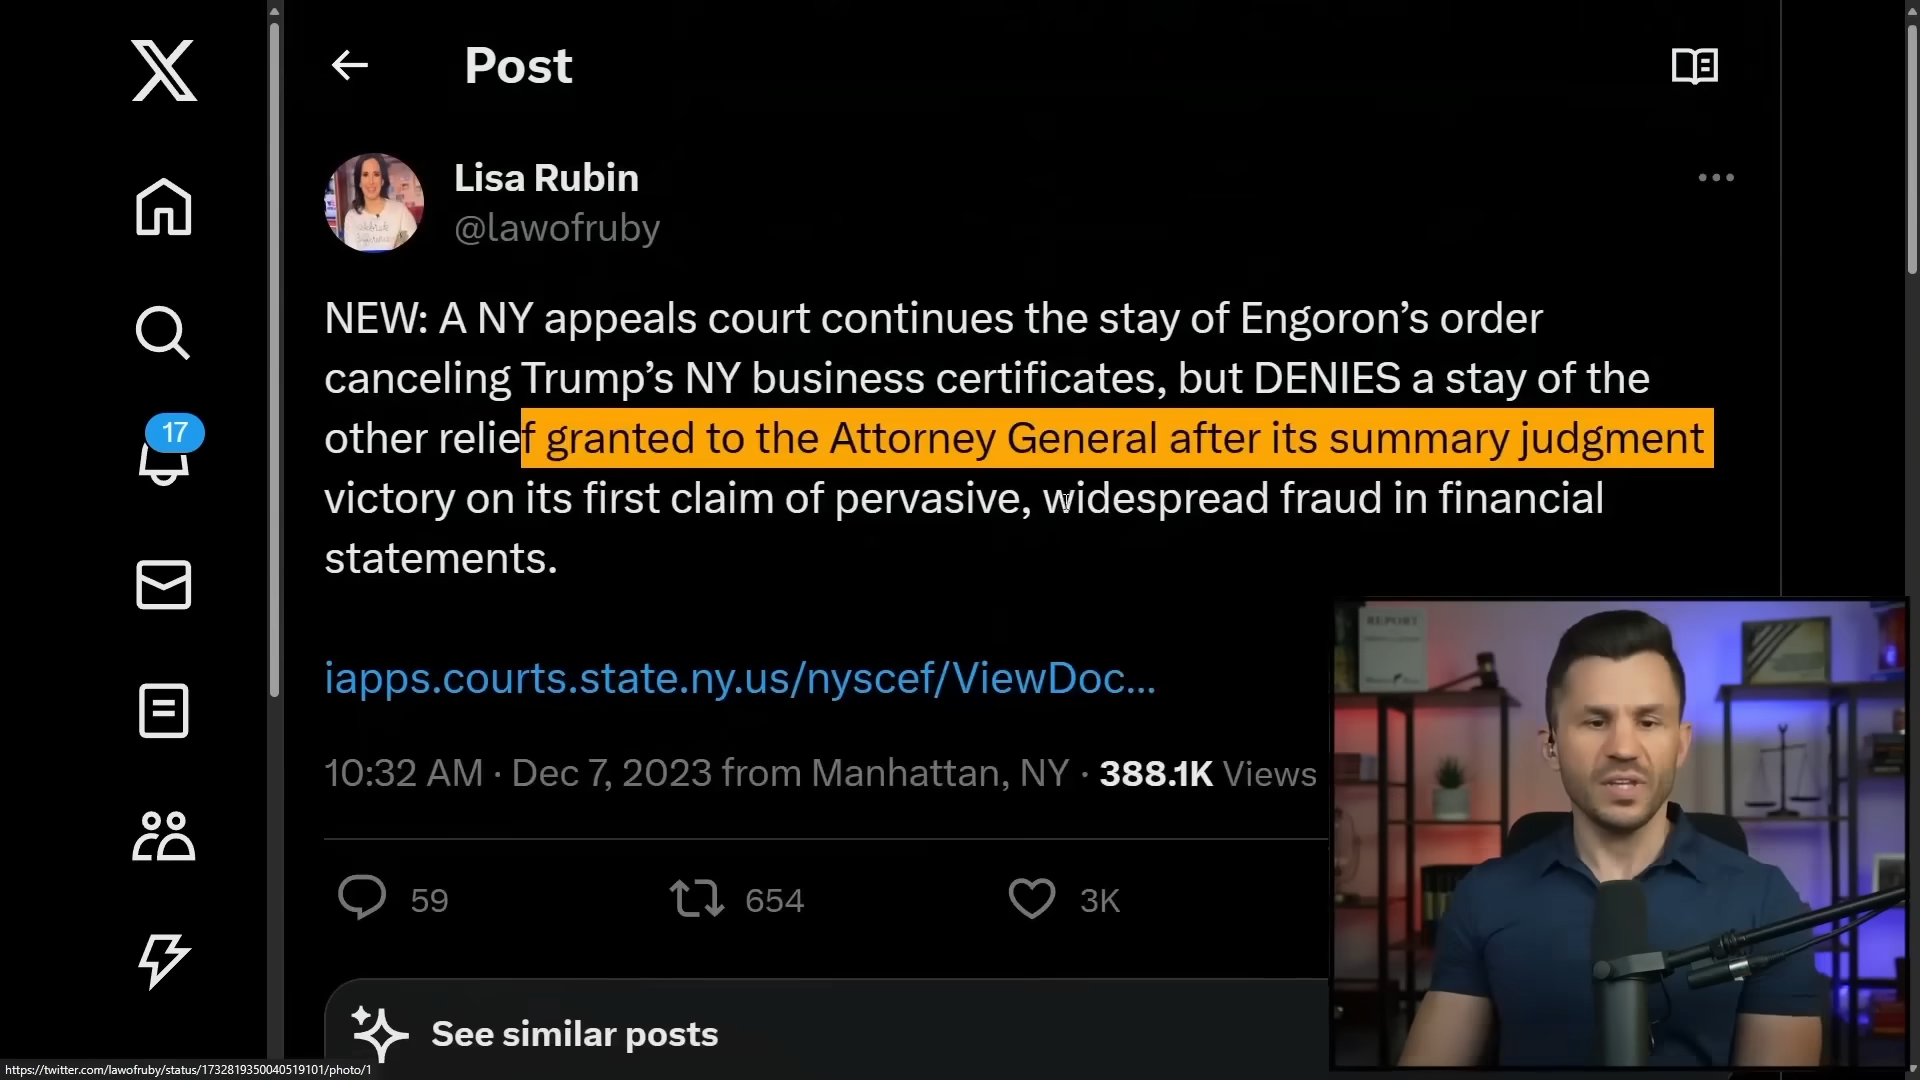 Post
Lisa Rubin
@lawofruby
NEW: A NY appeals court continues the stay of Engoron’s order
canceling Trump’s NY business certificates, but DENIES a stay of the
other relief granted to the Attorney General after its summary judgment
victory on its first claim of pervasive, widespread fraud in financial
statements.
iapps.courts.state.ny.us/nyscef/ViewDoc...
10:32 AM · Dec 7, 2023 from Manhattan, NY · 388.1K Views
59 654 3K
See similar posts
17
REPORT
https://twitter.com/lawofruby/status/1732819350040519101/photo/1